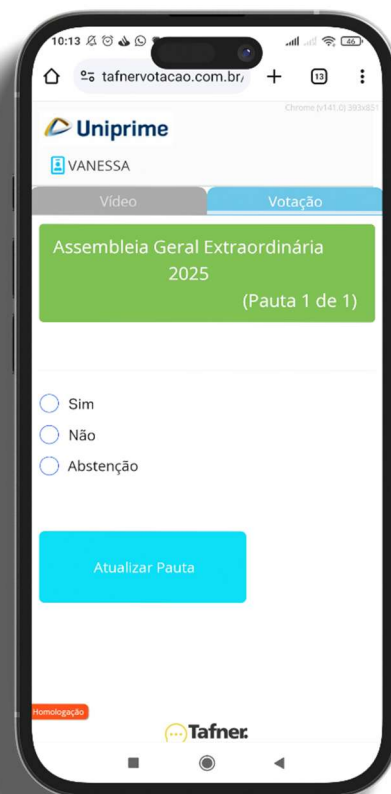 10:13
46
tafnervotacao.com.br/
13
Chrome (v141.0) 393x851
Uniprime
VANESSA
Vídeo
Votação
Assembleia Geral Extraordinária
2025
(Pauta 1 de 1)
Sim
Não
Abstenção
Atualizar Pauta
Homologação
Tafner